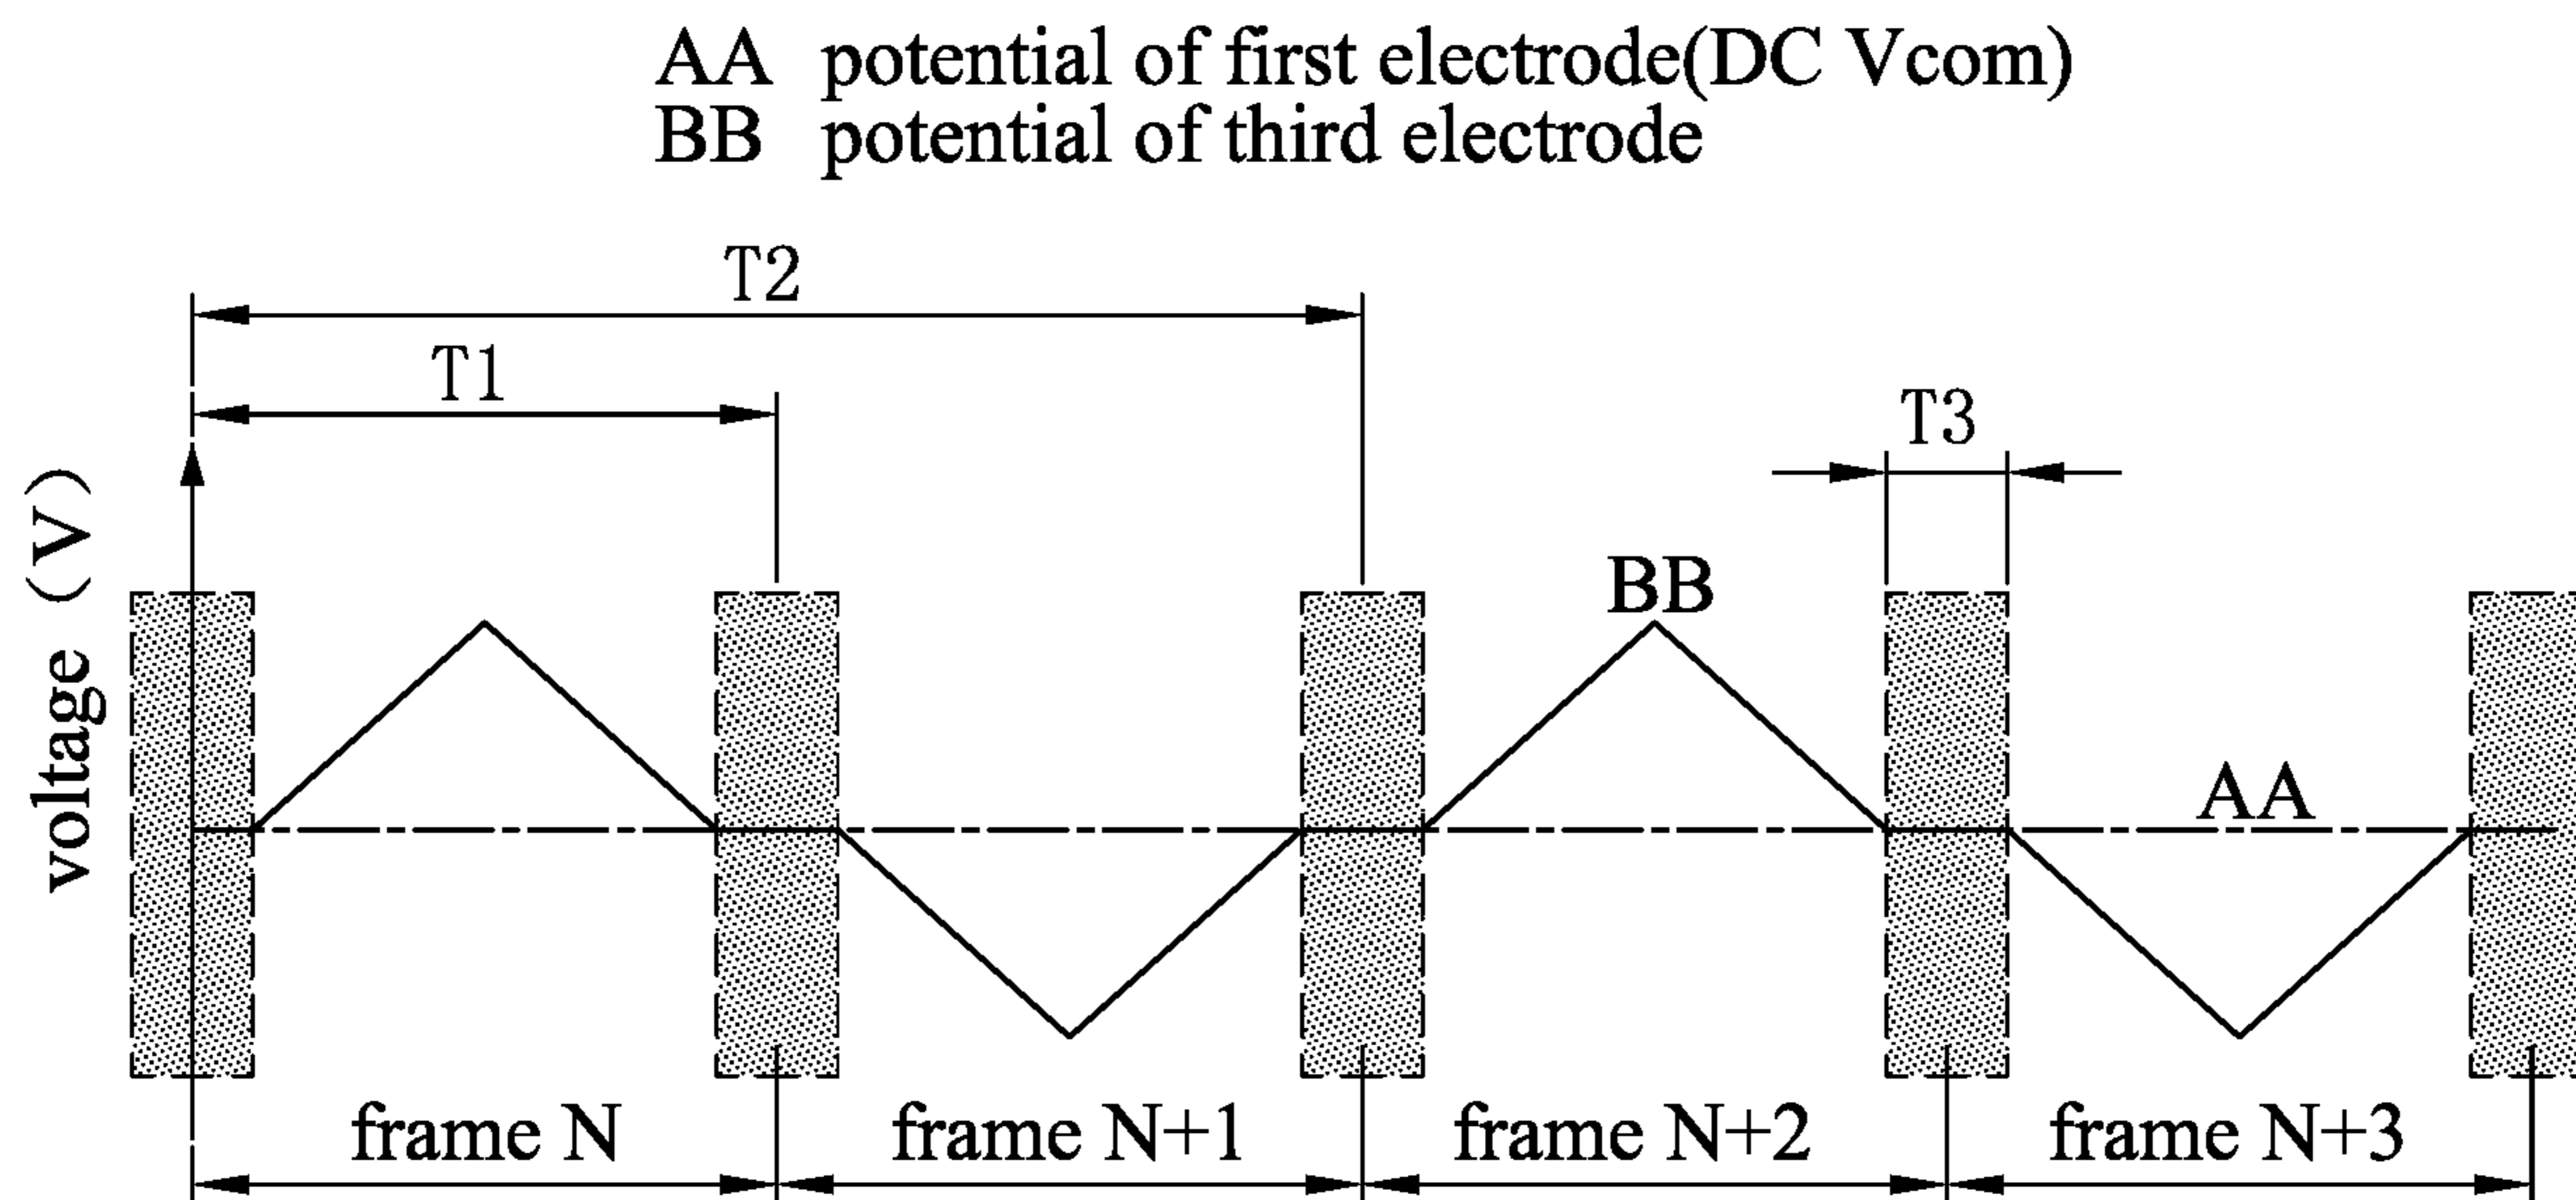 AA potential of first electrode(DC Vcom)
BB potential of third electrode
T2
T1
T3
voltage (V)
BB
AA
frame N
frame N+1
frame N+2
frame N+3